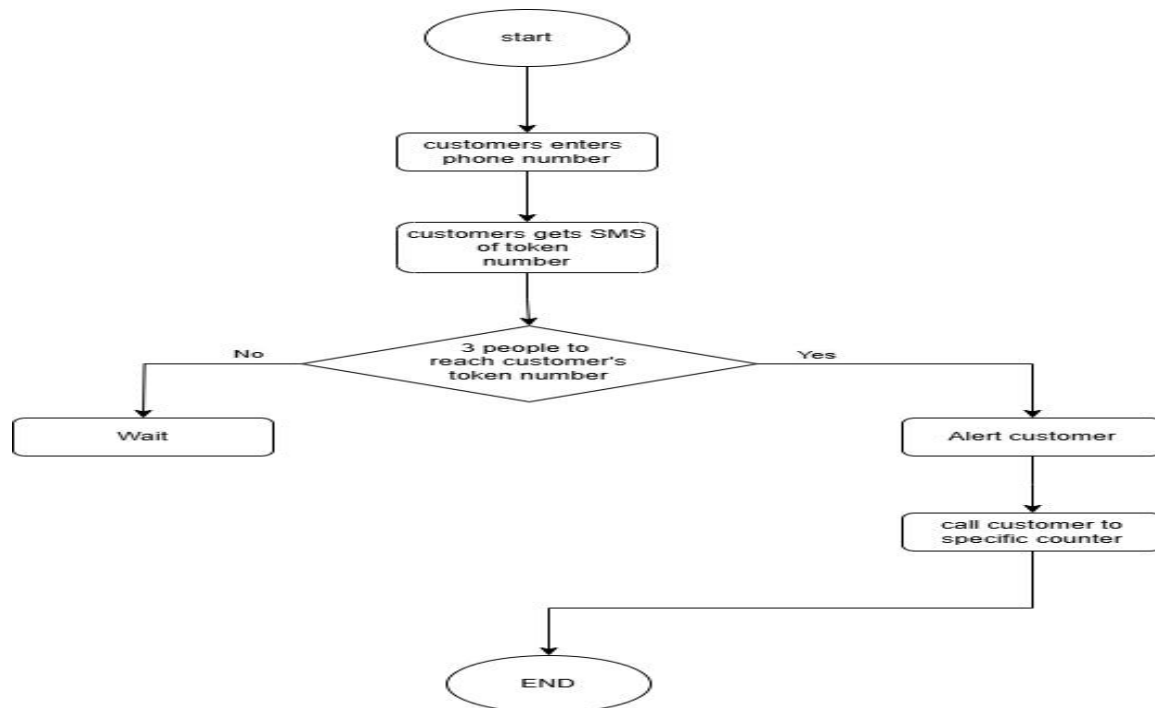 start
customers enters
phone number
customers gets SMS
of token
number
3 people to
reach customer's
token number
No
Yes
Wait
Alert customer
call customer to
specific counter
END